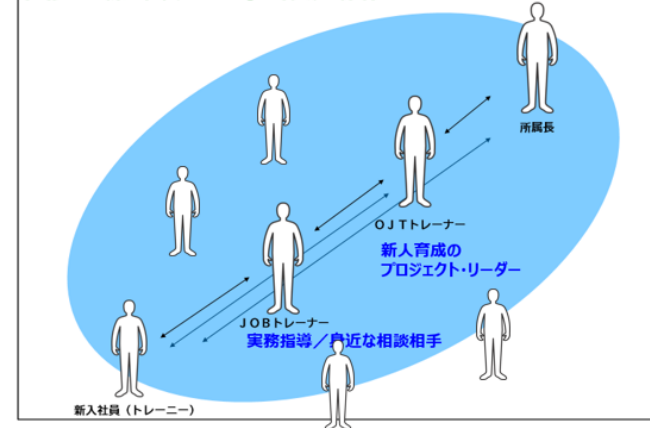 所属長
OJTトレーナー
新人育成の
プロジェクト・リーダー
JOBトレーナー
実務指導／身近な相談相手
新入社員（トレーニー）